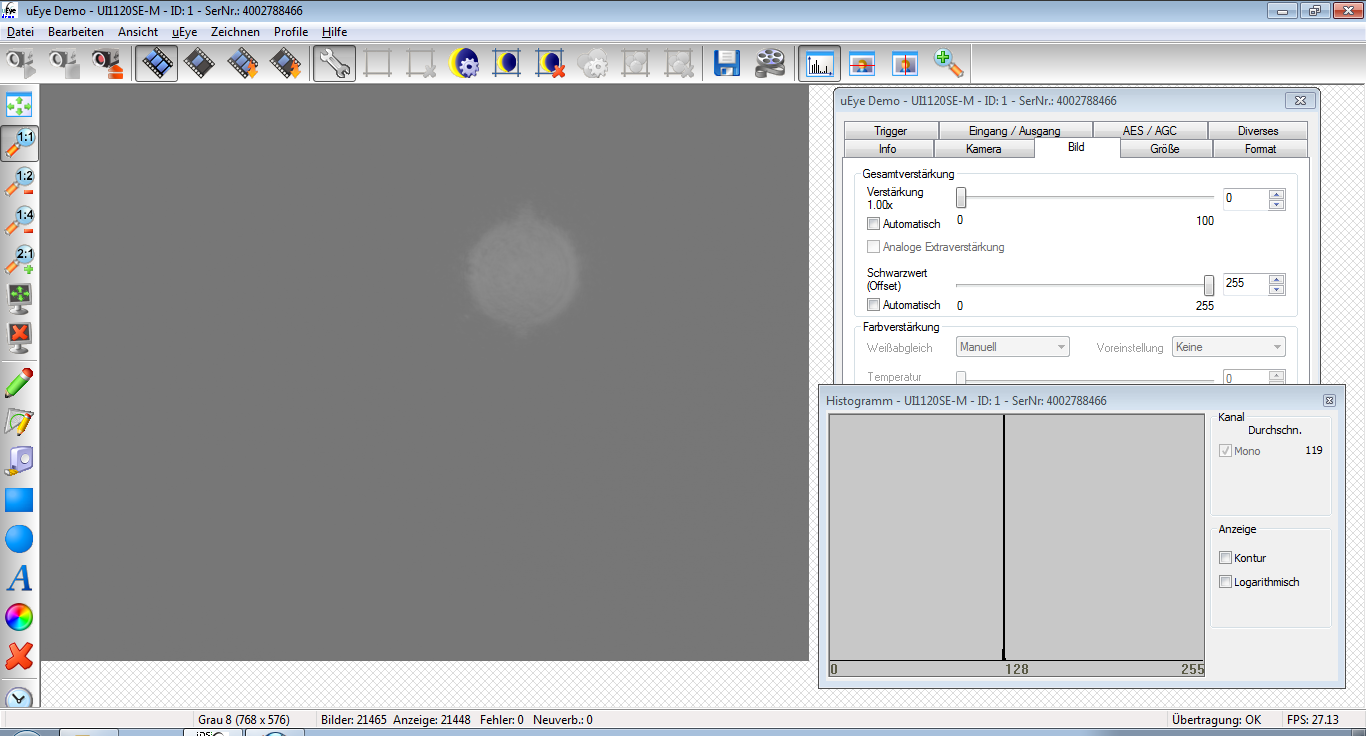 uEye Demo - UI1120SE-M - ID: 1 - SerNr.: 4002788466
Datei Bearbeiten Ansicht uEye Zeichnen Profile Hilfe
1:1
1:2
1:4
2:1
A
uEye Demo - UI1120SE-M - ID: 1 - SerNr.: 4002788466
Trigger Eingang / Ausgang AES / AGC Diverses
Info Kamera Bild Größe Format
Gesamtverstärkung
Verstärkung
1.00x
0
Automatisch 0 100
Analoge Extraverstärkung
Schwarzwert
(Offset)
255
Automatisch 0 255
Farbverstärkung
Weißabgleich Manuell Voreinstellung Keine
Temperatur 0
Histogramm - UI1120SE-M - ID: 1 - SerNr: 4002788466
Kanal
Durchschn.
Mono 119
Anzeige
Kontur
Logarithmisch
0 128 255
Grau 8 (768 x 576) Bilder: 21465 Anzeige: 21448 Fehler: 0 Neuverb.: 0 Übertragung: OK FPS: 27.13